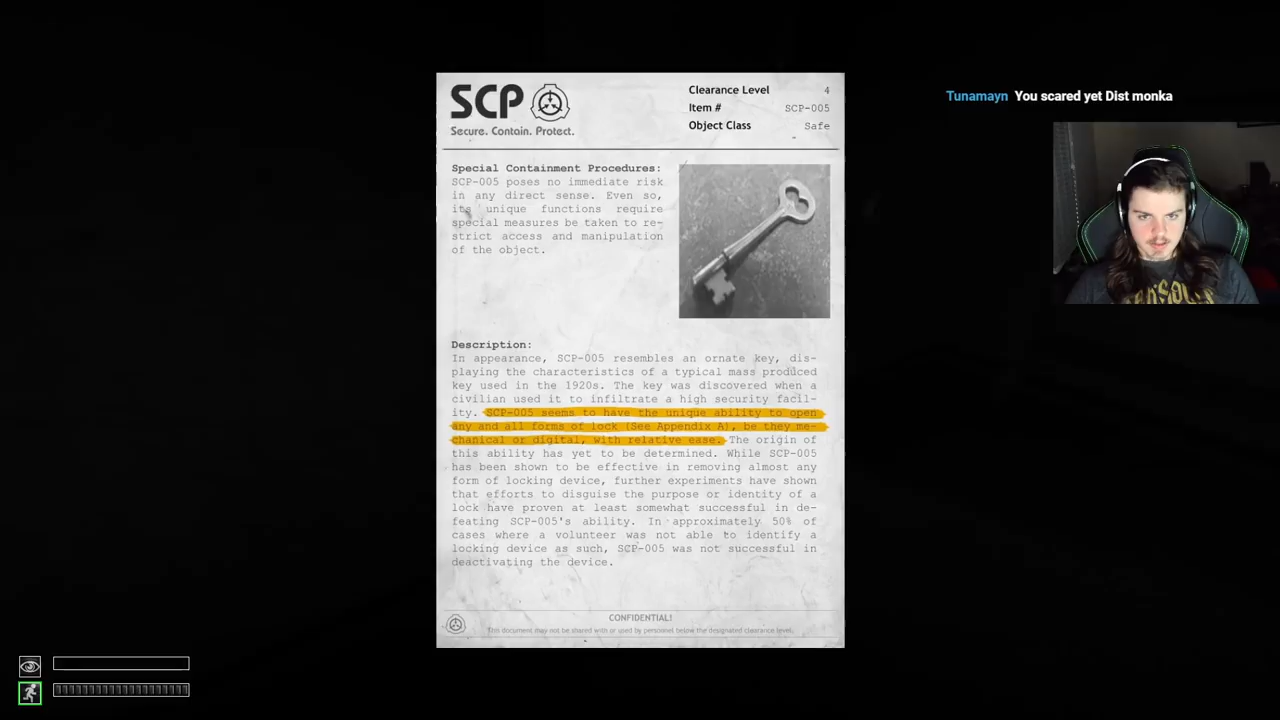 SCP
Secure. Contain. Protect.
Clearance Level 4
Item # SCP-005
Object Class Safe
Tunamayn You scared yet Dist monka
Special Containment Procedures:
SCP-005 poses no immediate risk
in any direct sense. Even so,
its unique functions require
special measures be taken to re-
strict access and manipulation
of the object.
Description:
In appearance, SCP-005 resembles an ornate key, dis-
playing the characteristics of a typical mass produced
key used in the 1920s. The key was discovered when a
civilian used it to infiltrate a high security facil-
ity. SCP-005 seems to have the unique ability to open
any and all forms of lock (See Appendix A), be they me-
chanical or digital, with relative ease. The origin of
this ability has yet to be determined. While SCP-005
has been shown to be effective in removing almost any
form of locking device, further experiments have shown
that efforts to disguise the purpose or identity of a
lock have proven at least somewhat successful in de-
feating SCP-005's ability. In approximately 50% of
cases where a volunteer was not able to identify a
locking device as such, SCP-005 was not successful in
deactivating the device.
CONFIDENTIAL!
This document may not be shared with or used by personnel below the designated clearance level.